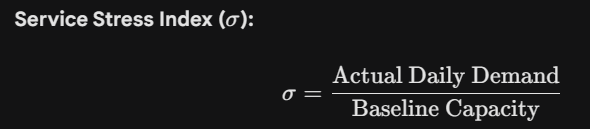 Service Stress Index (σ):
σ = Actual Daily Demand / Baseline Capacity